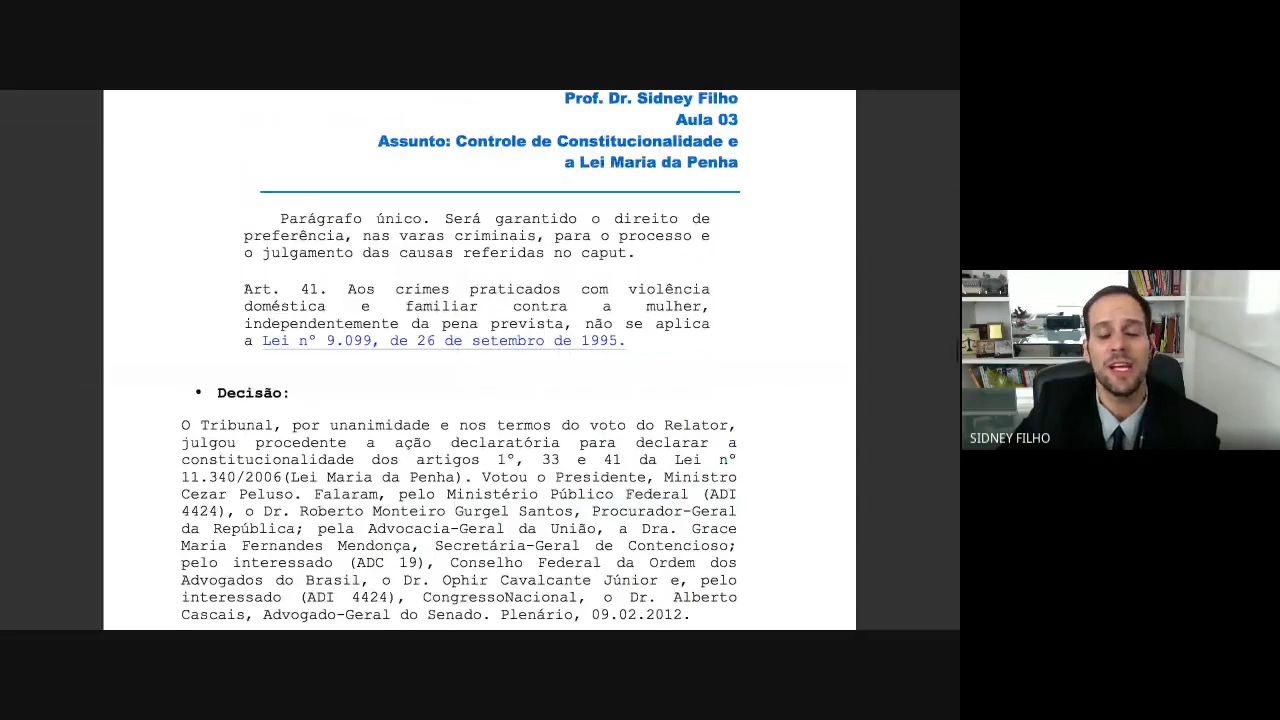 Prof. Dr. Sidney Filho
Aula 03
Assunto: Controle de Constitucionalidade e
a Lei Maria da Penha
Parágrafo único. Será garantido o direito de
preferência, nas varas criminais, para o processo e
o julgamento das causas referidas no caput.
Art. 41. Aos crimes praticados com violência
doméstica e familiar contra a mulher,
independentemente da pena prevista, não se aplica
a Lei nº 9.099, de 26 de setembro de 1995.
• Decisão:
O Tribunal, por unanimidade e nos termos do voto do Relator,
julgou procedente a ação declaratória para declarar a
constitucionalidade dos artigos 1º, 33 e 41 da Lei nº
11.340/2006(Lei Maria da Penha). Votou o Presidente, Ministro
Cezar Peluso. Falaram, pelo Ministério Público Federal (ADI
4424), o Dr. Roberto Monteiro Gurgel Santos, Procurador-Geral
da República; pela Advocacia-Geral da União, a Dra. Grace
Maria Fernandes Mendonça, Secretária-Geral de Contencioso;
pelo interessado (ADC 19), Conselho Federal da Ordem dos
Advogados do Brasil, o Dr. Ophir Cavalcante Júnior e, pelo
interessado (ADI 4424), CongressoNacional, o Dr. Alberto
Cascais, Advogado-Geral do Senado. Plenário, 09.02.2012.
SIDNEY FILHO